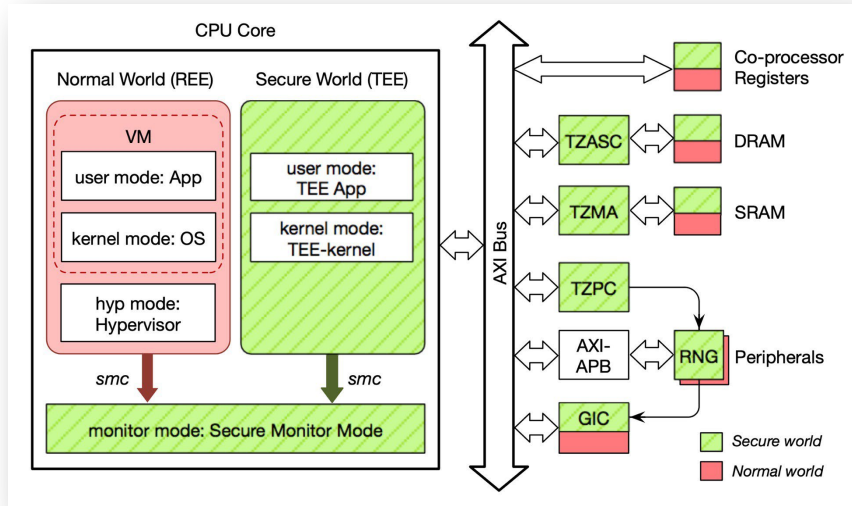 CPU Core
Normal World (REE)
Secure World (TEE)
VM
user mode: App
kernel mode: OS
hyp mode:
Hypervisor
user mode:
TEE App
kernel mode:
TEE-kernel
smc
smc
monitor mode: Secure Monitor Mode
AXI Bus
Co-processor
Registers
TZASC
DRAM
TZMA
SRAM
TZPC
AXI-
APB
RNG
Peripherals
GIC
Secure world
Normal world